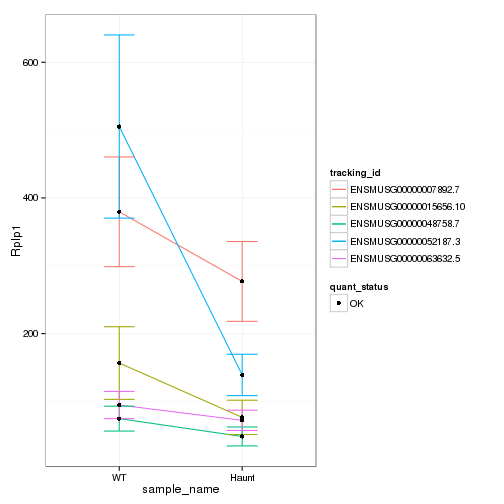 600
400
200
Rplp1
WT
Haunt
sample_name
tracking_id
ENSMUSG00000007892.7
ENSMUSG00000015656.10
ENSMUSG00000048758.7
ENSMUSG00000052187.3
ENSMUSG00000063632.5
quant_status
OK